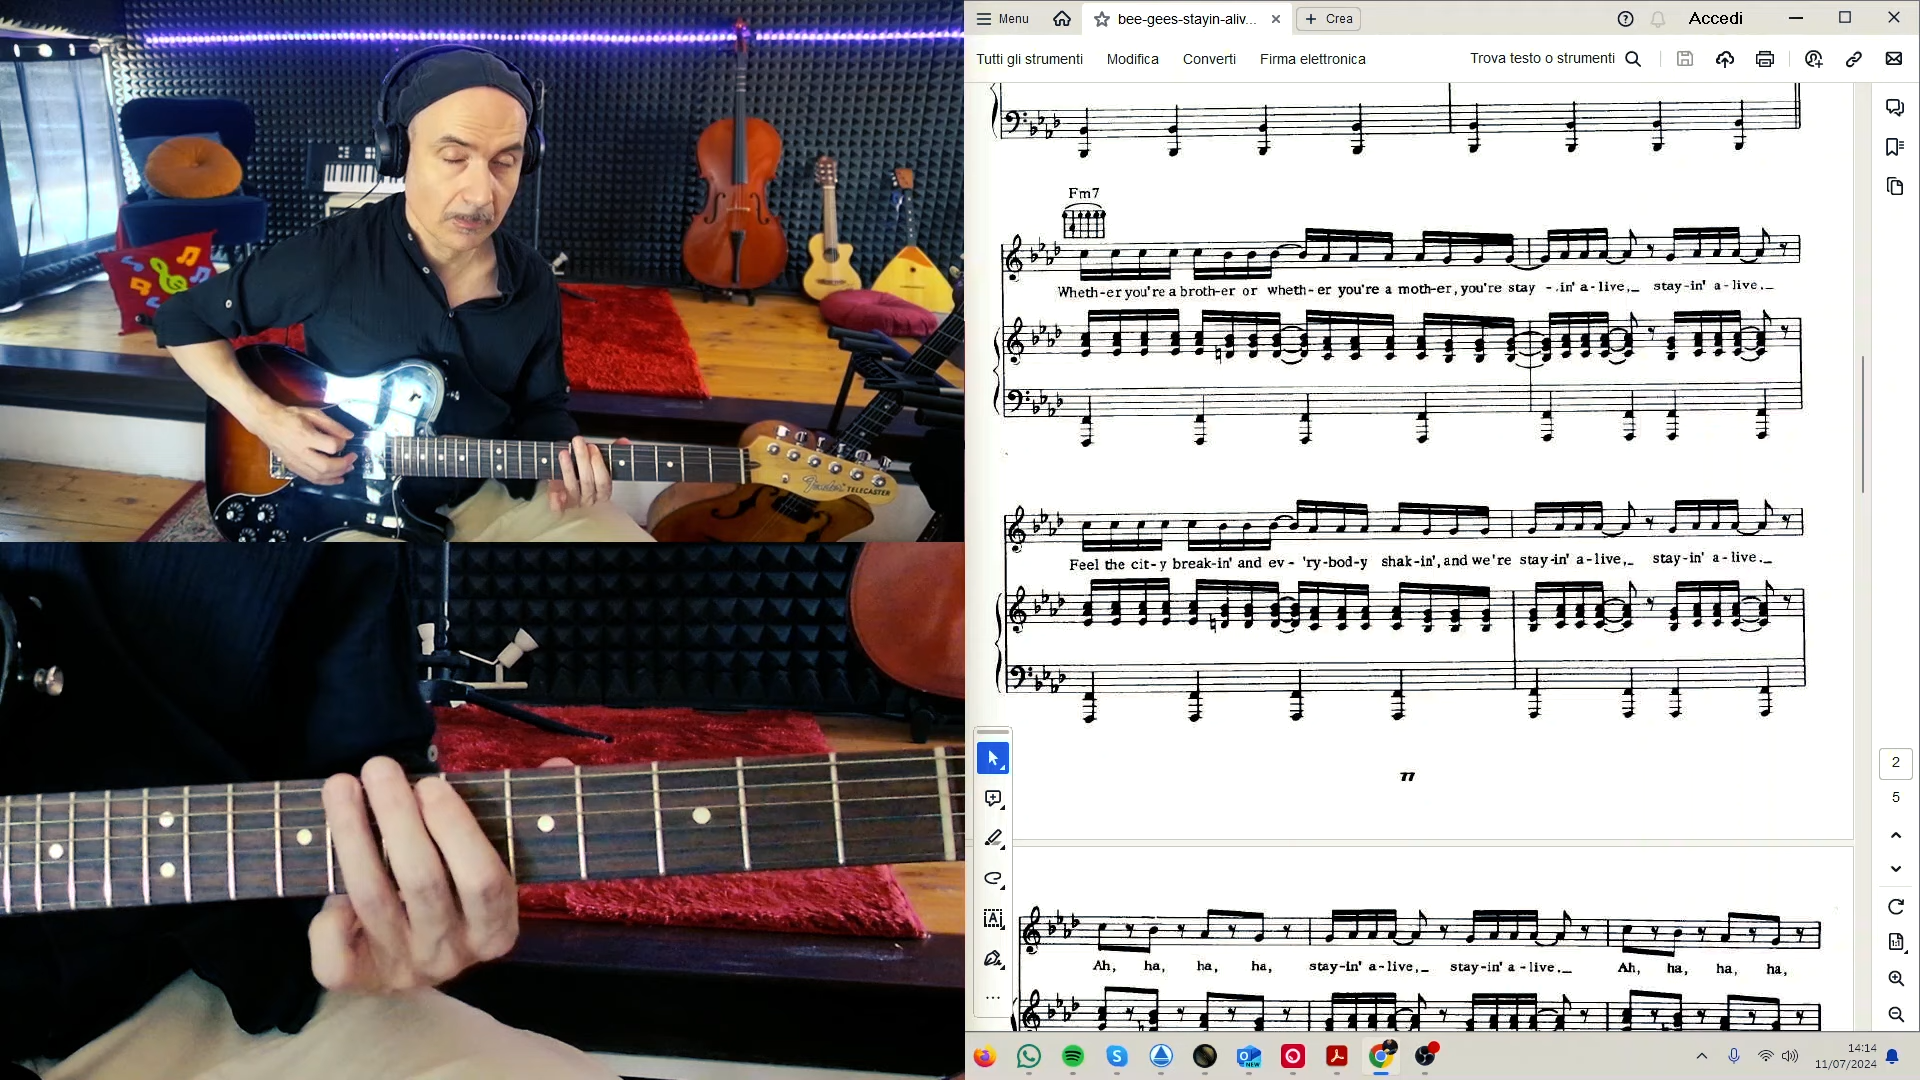 Menu
bee-gees-stayin-aliv...
Crea
Accedi
Tutti gli strumenti
Modifica
Converti
Firma elettronica
Trova testo o strumenti
Fm7
Wheth-er you're a broth-er or wheth-er you're a moth-er, you're stay -in' a-live,_ stay-in' a-live._
Feel the cit-y break-in' and ev-'ry-bod-y shak-in', and we're stay-in' a-live,_ stay-in' a-live._
77
2
5
Ah, ha, ha, ha, stay-in' a-live,_ stay-in' a-live._ Ah, ha, ha, ha,
Fender TELECASTER
14:14
11/07/2024